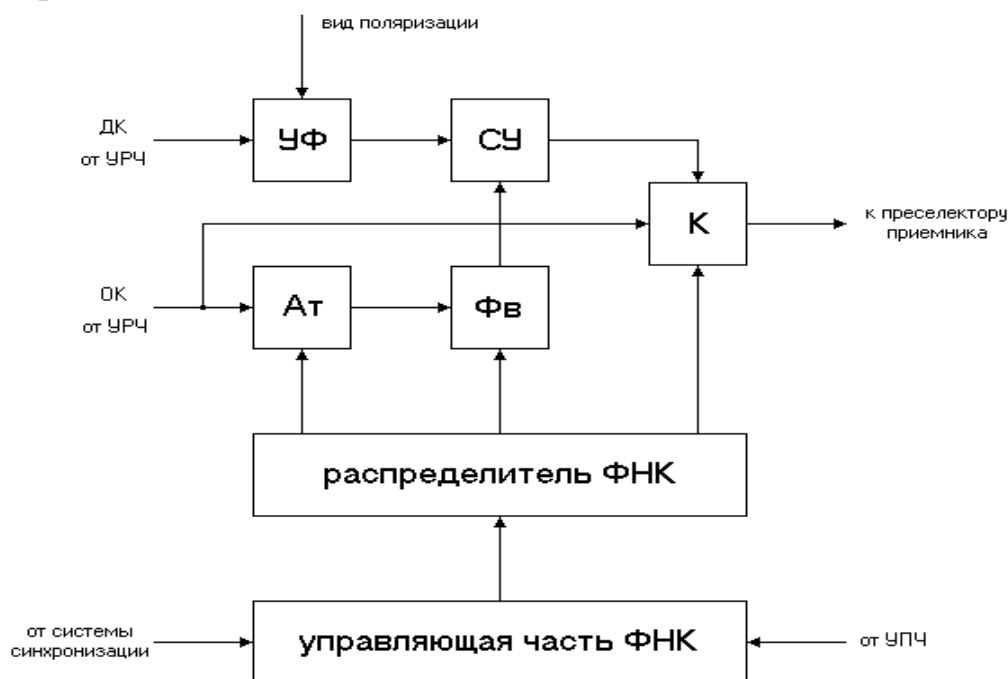 вид поляризации
ДК
от УРЧ
УФ
СУ
К
к преселектору
приемника
ОК
от УРЧ
Ат
Фв
распределитель ФНК
управляющая часть ФНК
от системы
синхронизации
от УПЧ